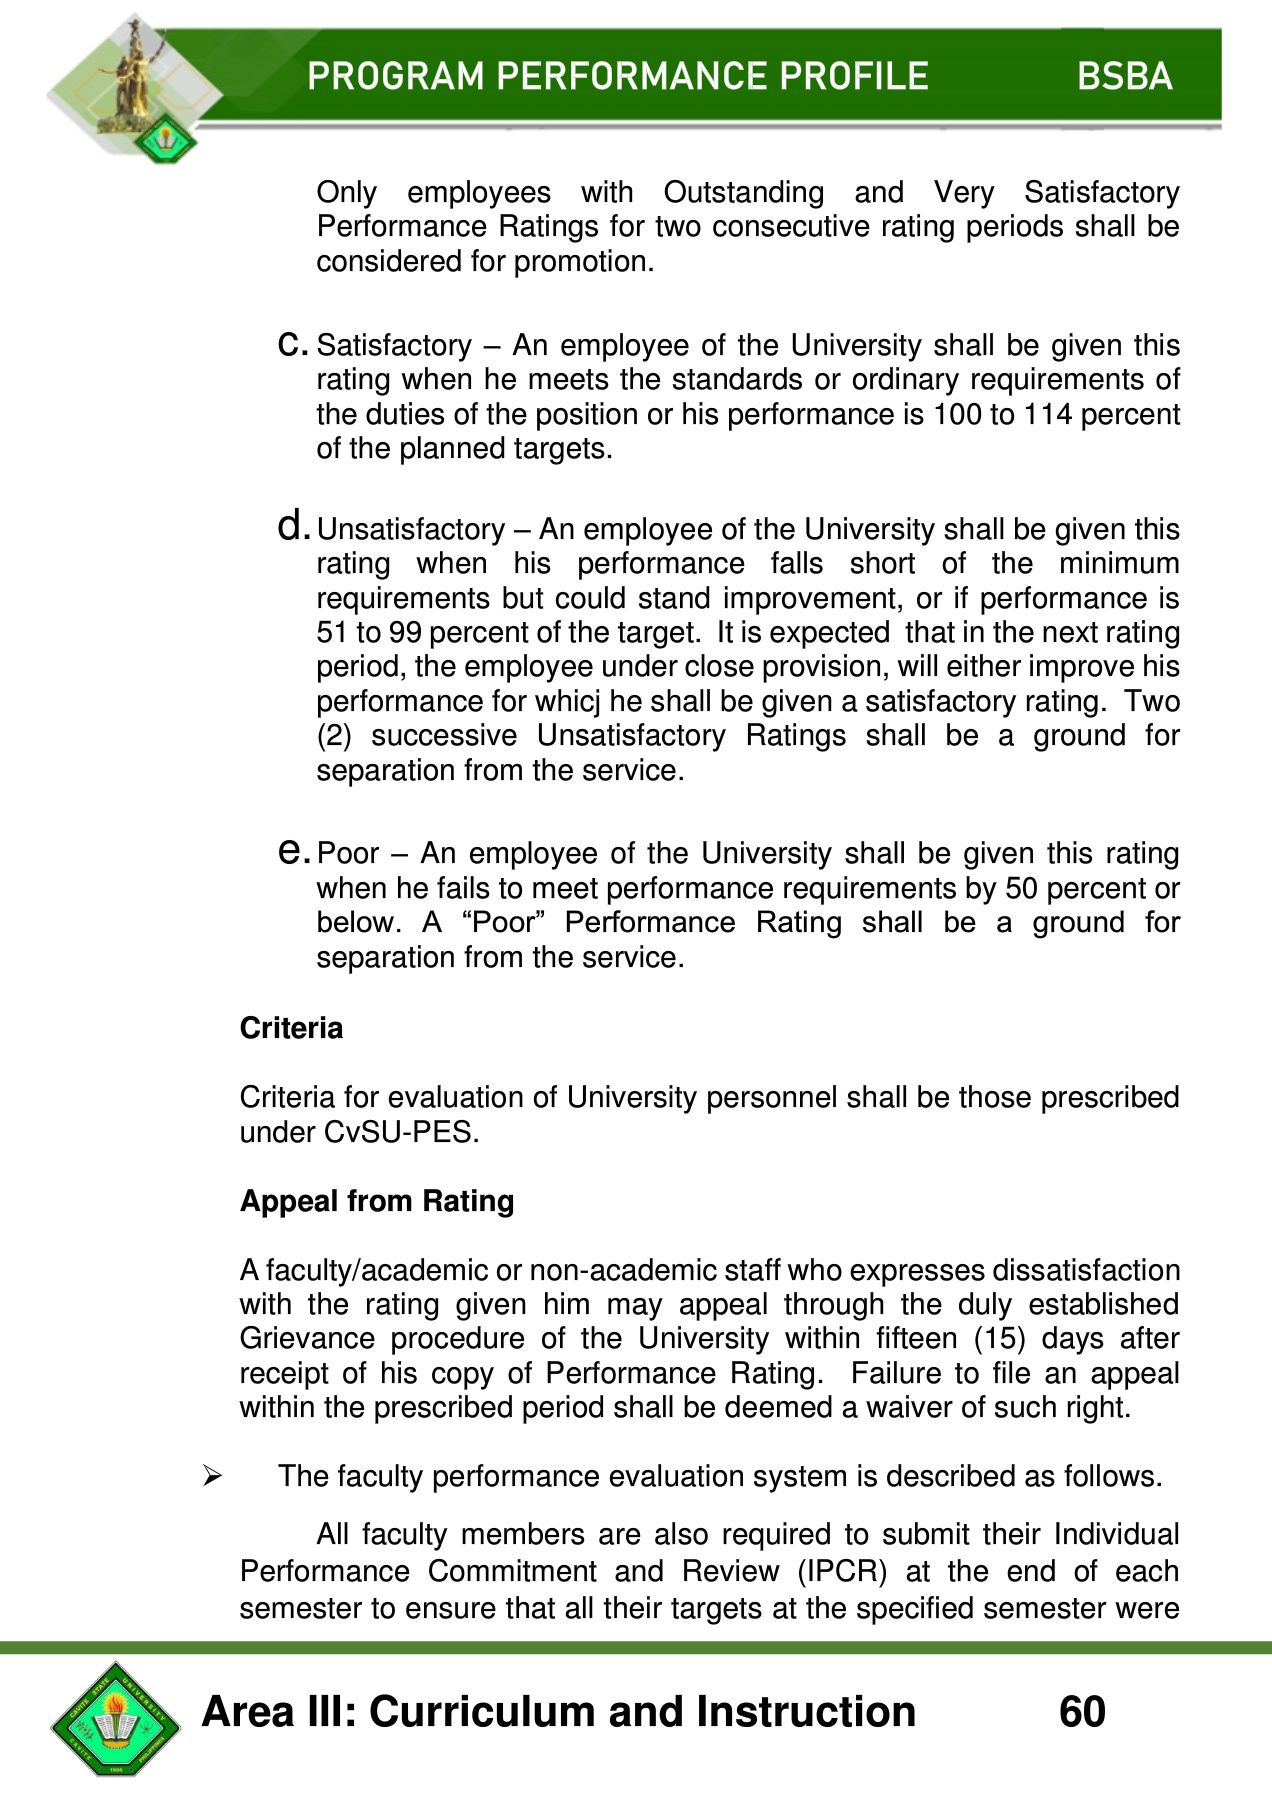 PROGRAM PERFORMANCE PROFILE BSBA
Only employees with Outstanding and Very Satisfactory
Performance Ratings for two consecutive rating periods shall be
considered for promotion.
c. Satisfactory – An employee of the University shall be given this
rating when he meets the standards or ordinary requirements of
the duties of the position or his performance is 100 to 114 percent
of the planned targets.
d. Unsatisfactory – An employee of the University shall be given this
rating when his performance falls short of the minimum
requirements but could stand improvement, or if performance is
51 to 99 percent of the target. It is expected that in the next rating
period, the employee under close provision, will either improve his
performance for whicj he shall be given a satisfactory rating. Two
(2) successive Unsatisfactory Ratings shall be a ground for
separation from the service.
e. Poor – An employee of the University shall be given this rating
when he fails to meet performance requirements by 50 percent or
below. A “Poor” Performance Rating shall be a ground for
separation from the service.
Criteria
Criteria for evaluation of University personnel shall be those prescribed
under CvSU-PES.
Appeal from Rating
A faculty/academic or non-academic staff who expresses dissatisfaction
with the rating given him may appeal through the duly established
Grievance procedure of the University within fifteen (15) days after
receipt of his copy of Performance Rating. Failure to file an appeal
within the prescribed period shall be deemed a waiver of such right.
➢ The faculty performance evaluation system is described as follows.
All faculty members are also required to submit their Individual
Performance Commitment and Review (IPCR) at the end of each
semester to ensure that all their targets at the specified semester were
CAVITE STATE UNIVERSITY
CAVITE 1906 PHILIPPINES
Area III: Curriculum and Instruction 60